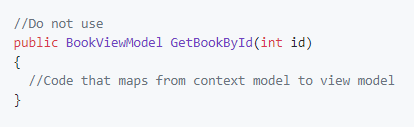 //Do not use
public BookViewModel GetBookById(int id)
{
  //Code that maps from context model to view model
}